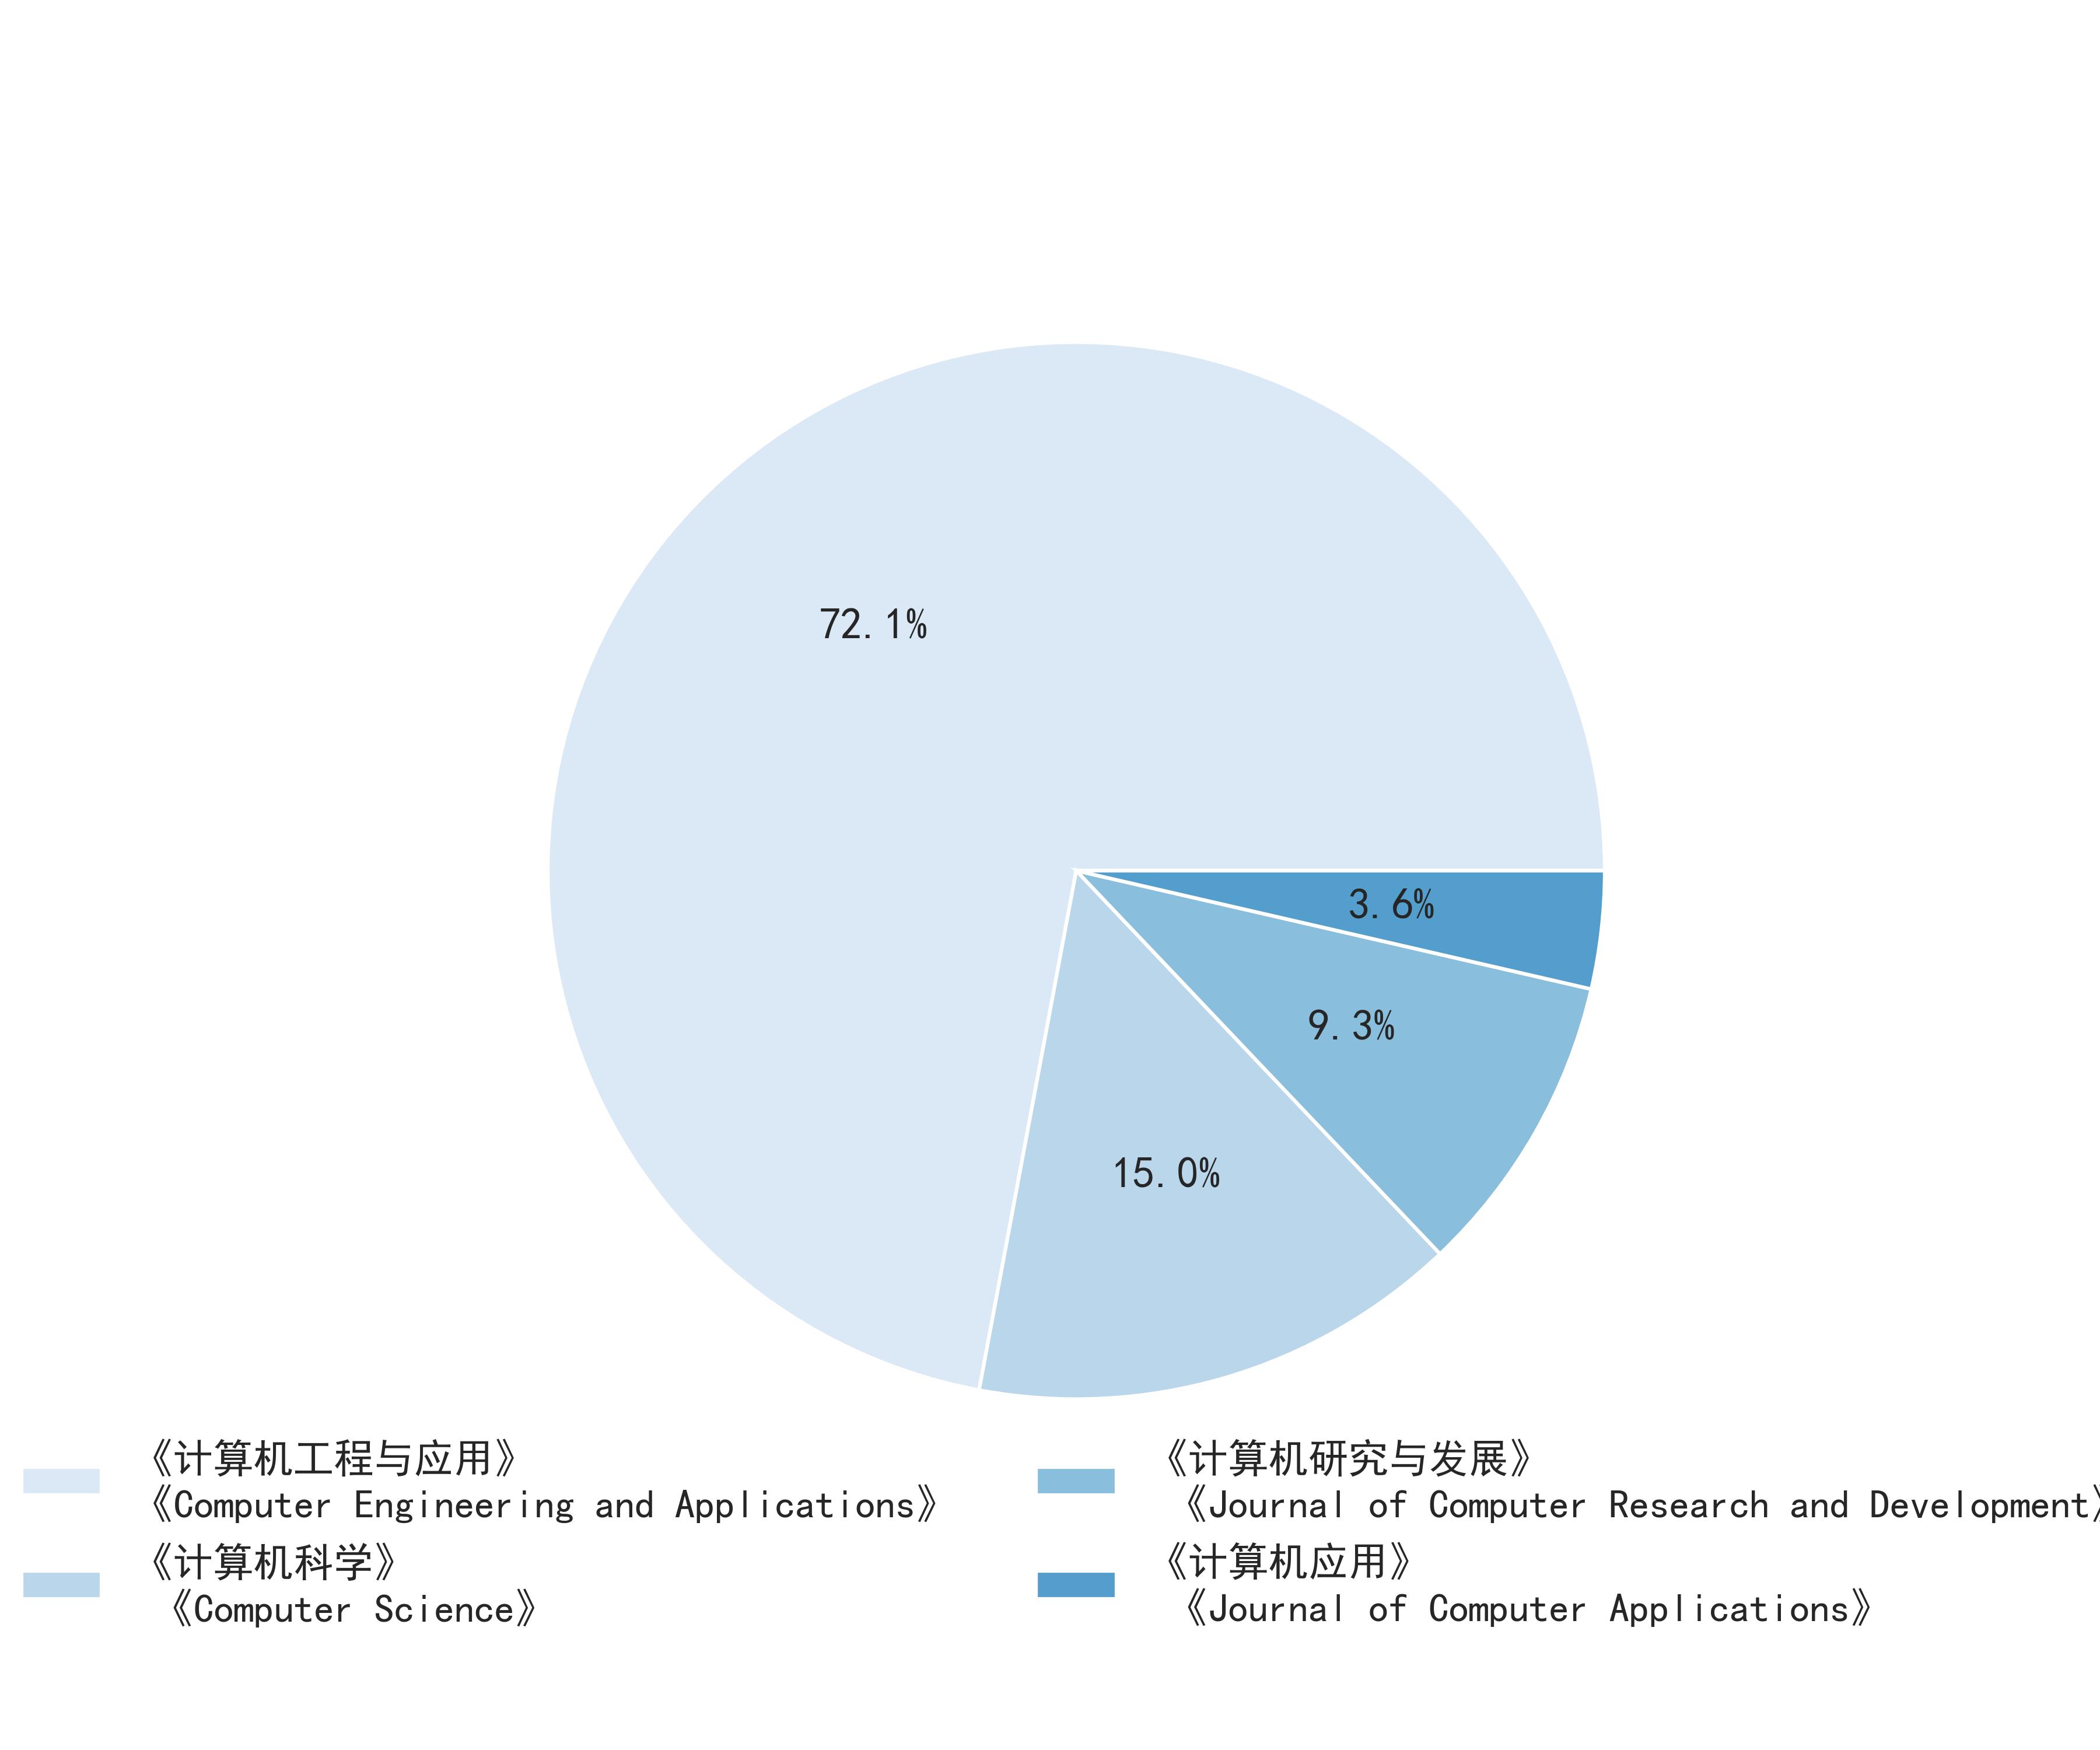 72.1%
3.6%
9.3%
15.0%
《计算机工程与应用》
《Computer Engineering and Applications》
《计算机科学》
《Computer Science》
《计算机研究与发展》
《Journal of Computer Research and Development》
《计算机应用》
《Journal of Computer Applications》